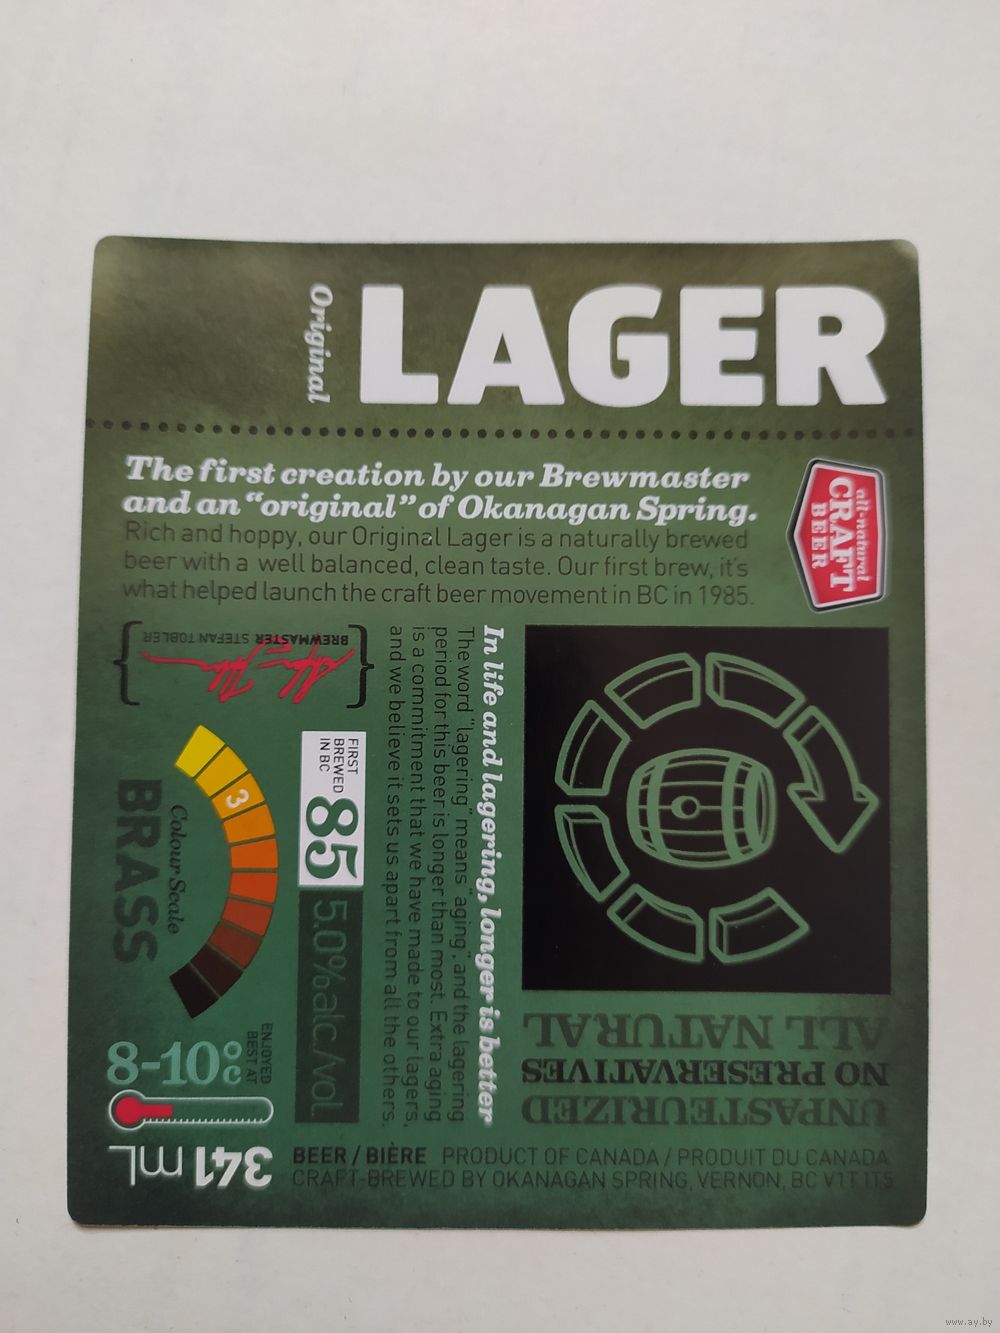 Original
LAGER
The first creation by our Brewmaster
and an “original” of Okanagan Spring.
Rich and hoppy, our Original Lager is a naturally brewed
beer with a well balanced, clean taste. Our first brew, it's
what helped launch the craft beer movement in BC in 1985.
all-natural
CRAFT
BEER
BREWMASTER STEFAN TOBLER
In life and lagering, longer is better
The word "lagering" means "aging", and the lagering
period for this beer is longer than most. Extra aging
is a commitment that we have made to our lagers,
and we believe it sets us apart from all the others.
FIRST
BREWED
IN BC
85
5.0% alc./vol.
3
Colour Scale
BRASS
ENJOYED
BEST AT
8-10°C
341 mL
ALL NATURAL
NO PRESERVATIVES
UNPASTEURIZED
BEER / BIÈRE PRODUCT OF CANADA / PRODUIT DU CANADA
CRAFT-BREWED BY OKANAGAN SPRING, VERNON, BC V1T 1T5
www.ay.by